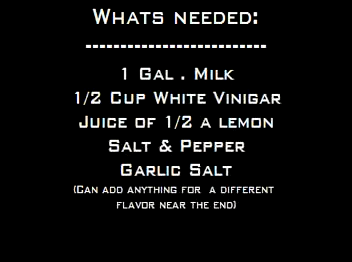 Whats needed:
--------------------------
1 Gal . Milk
1/2 Cup White Vinigar
Juice of 1/2 a lemon
Salt & Pepper
Garlic Salt
(Can add anything for a different
flavor near the end)